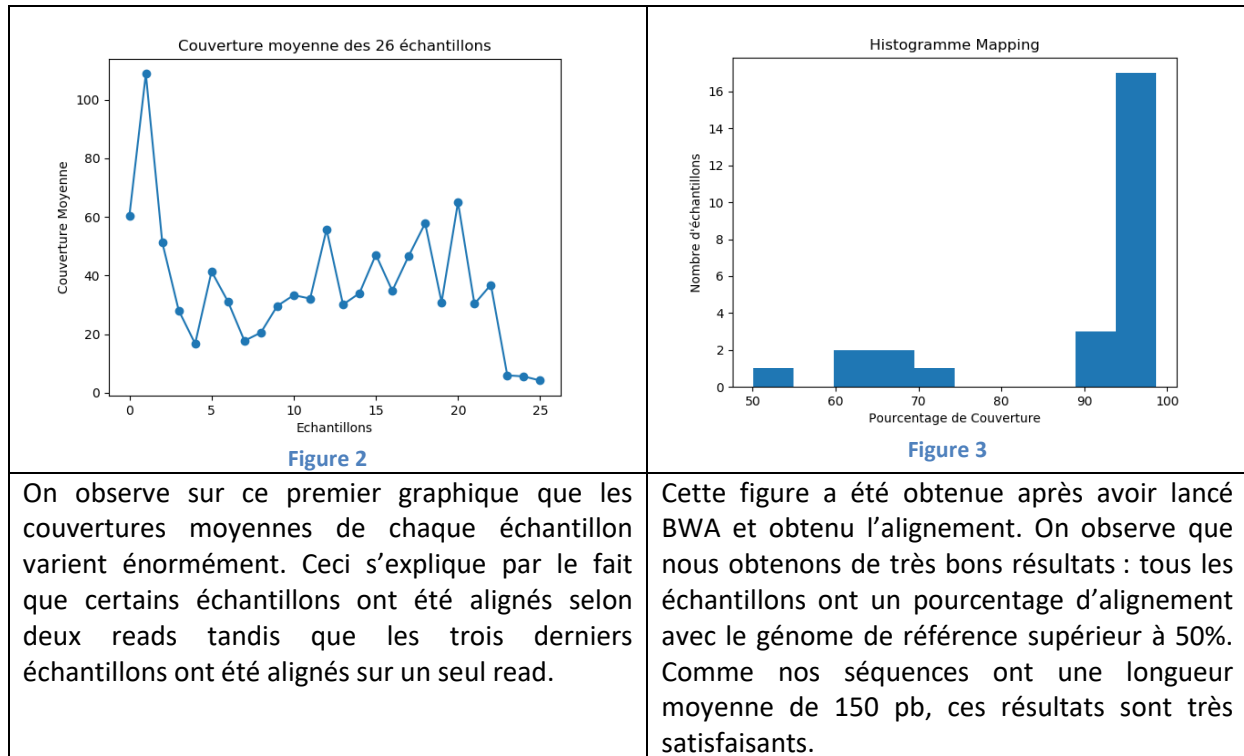 Couverture moyenne des 26 échantillons
100
80
60
40
20
0
Couverture Moyenne
0 5 10 15 20 25
Echantillons
Figure 2
On observe sur ce premier graphique que les
couvertures moyennes de chaque échantillon
varient énormément. Ceci s’explique par le fait
que certains échantillons ont été alignés selon
deux reads tandis que les trois derniers
échantillons ont été alignés sur un seul read.
Histogramme Mapping
16
14
12
10
8
6
4
2
0
Nombre d'échantillons
50 60 70 80 90 100
Pourcentage de Couverture
Figure 3
Cette figure a été obtenue après avoir lancé
BWA et obtenu l’alignement. On observe que
nous obtenons de très bons résultats : tous les
échantillons ont un pourcentage d’alignement
avec le génome de référence supérieur à 50%.
Comme nos séquences ont une longueur
moyenne de 150 pb, ces résultats sont très
satisfaisants.